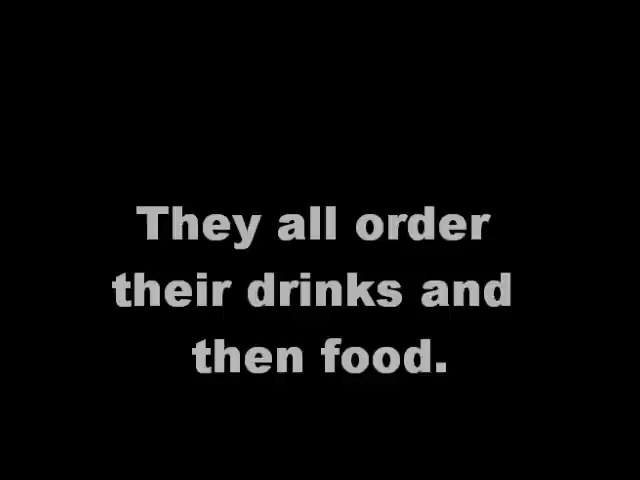 They all order
their drinks and
then food.